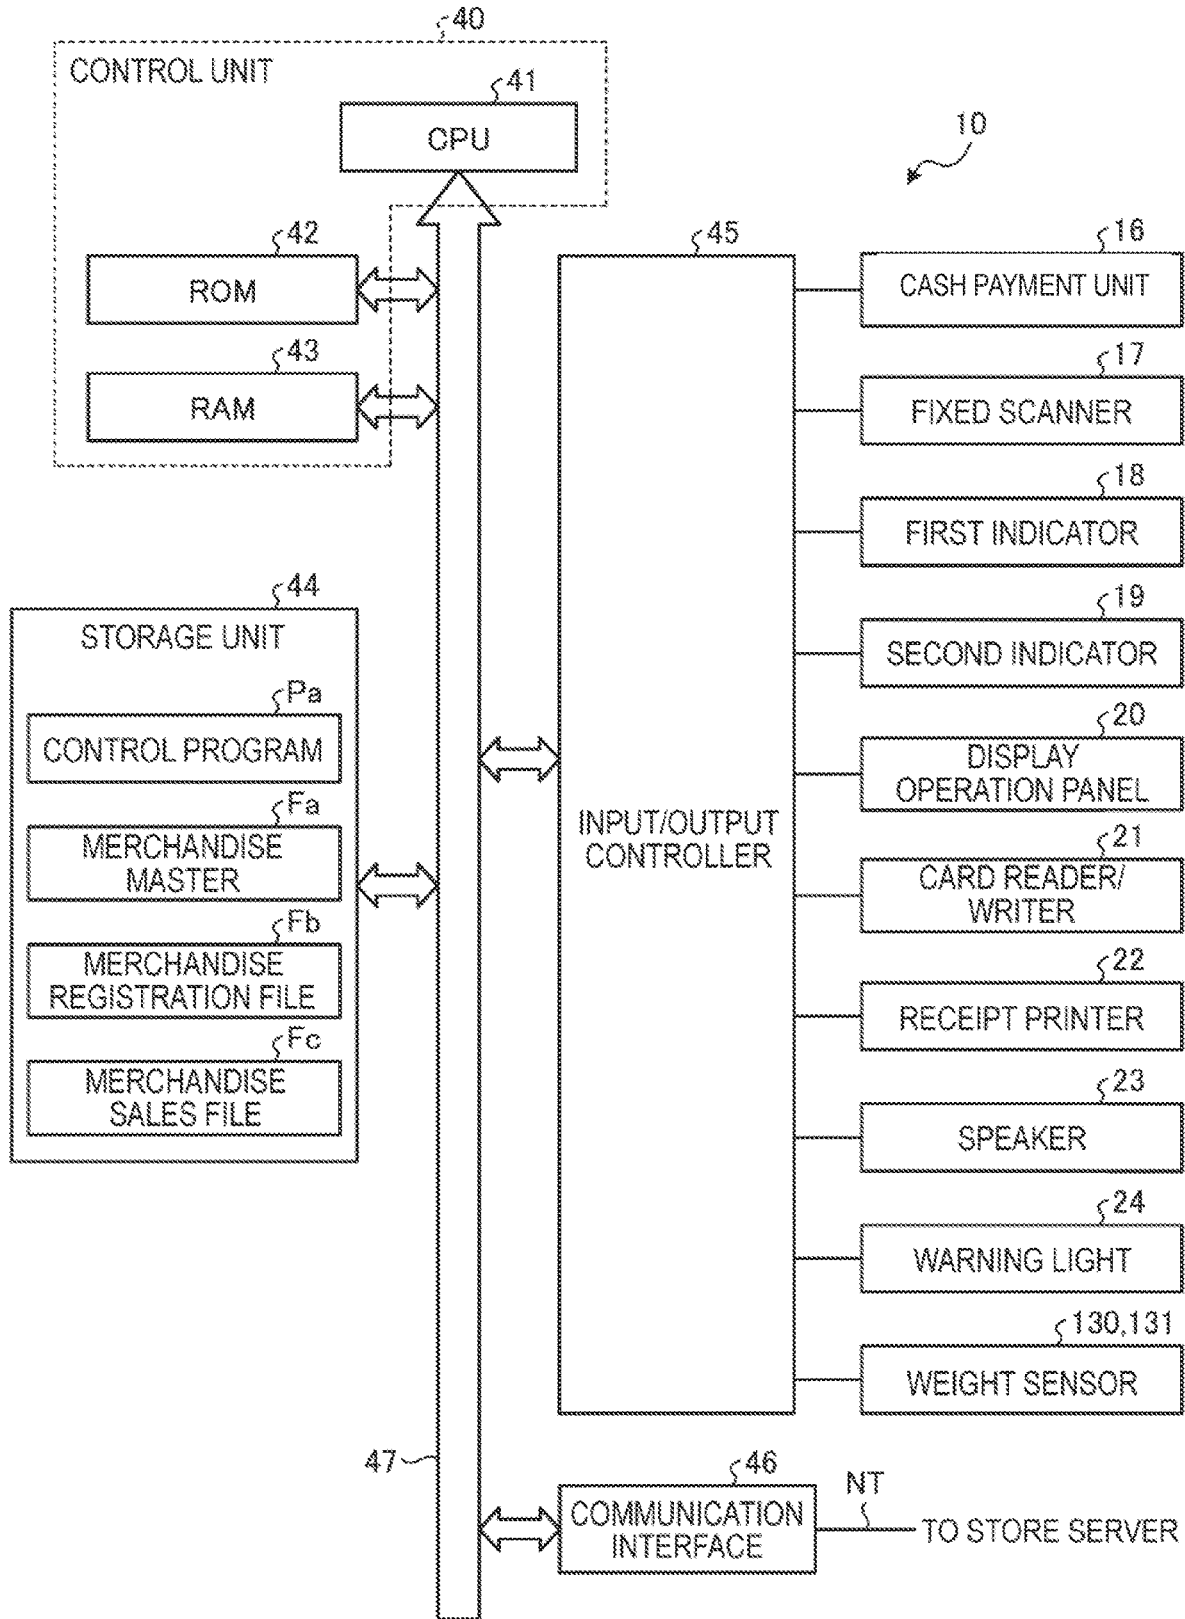 40
CONTROL UNIT
41
CPU
10
42
ROM
43
RAM
45
INPUT/OUTPUT
CONTROLLER
16
CASH PAYMENT UNIT
17
FIXED SCANNER
18
FIRST INDICATOR
19
SECOND INDICATOR
20
DISPLAY
OPERATION PANEL
21
CARD READER/
WRITER
22
RECEIPT PRINTER
23
SPEAKER
24
WARNING LIGHT
130,131
WEIGHT SENSOR
44
STORAGE UNIT
Pa
CONTROL PROGRAM
Fa
MERCHANDISE
MASTER
Fb
MERCHANDISE
REGISTRATION FILE
Fc
MERCHANDISE
SALES FILE
47
46
COMMUNICATION
INTERFACE
NT
TO STORE SERVER